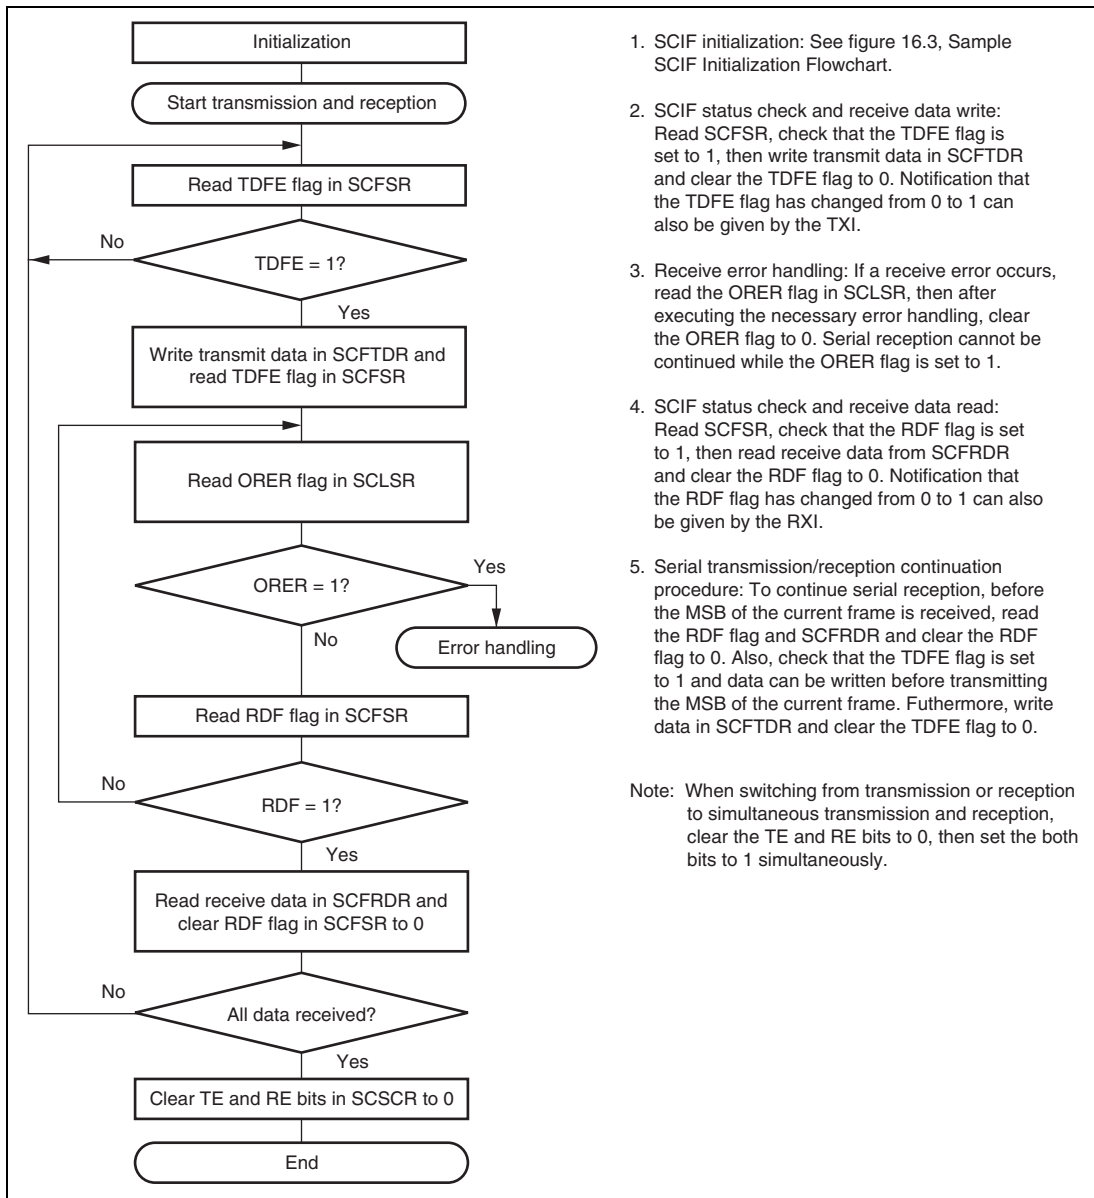 Initialization
Start transmission and reception
Read TDFE flag in SCFSR
No
TDFE = 1?
Yes
Write transmit data in SCFTDR and
read TDFE flag in SCFSR
Read ORER flag in SCLSR
Yes
ORER = 1?
No
Error handling
Read RDF flag in SCFSR
No
RDF = 1?
Yes
Read receive data in SCFRDR and
clear RDF flag in SCFSR to 0
No
All data received?
Yes
Clear TE and RE bits in SCSCR to 0
End
1. SCIF initialization: See figure 16.3, Sample
SCIF Initialization Flowchart.
2. SCIF status check and receive data write:
Read SCFSR, check that the TDFE flag is
set to 1, then write transmit data in SCFTDR
and clear the TDFE flag to 0. Notification that
the TDFE flag has changed from 0 to 1 can
also be given by the TXI.
3. Receive error handling: If a receive error occurs,
read the ORER flag in SCLSR, then after
executing the necessary error handling, clear
the ORER flag to 0. Serial reception cannot be
continued while the ORER flag is set to 1.
4. SCIF status check and receive data read:
Read SCFSR, check that the RDF flag is set
to 1, then read receive data from SCFRDR
and clear the RDF flag to 0. Notification that
the RDF flag has changed from 0 to 1 can also
be given by the RXI.
5. Serial transmission/reception continuation
procedure: To continue serial reception, before
the MSB of the current frame is received, read
the RDF flag and SCFRDR and clear the RDF
flag to 0. Also, check that the TDFE flag is set
to 1 and data can be written before transmitting
the MSB of the current frame. Futhermore, write
data in SCFTDR and clear the TDFE flag to 0.
Note: When switching from transmission or reception
to simultaneous transmission and reception,
clear the TE and RE bits to 0, then set the both
bits to 1 simultaneously.